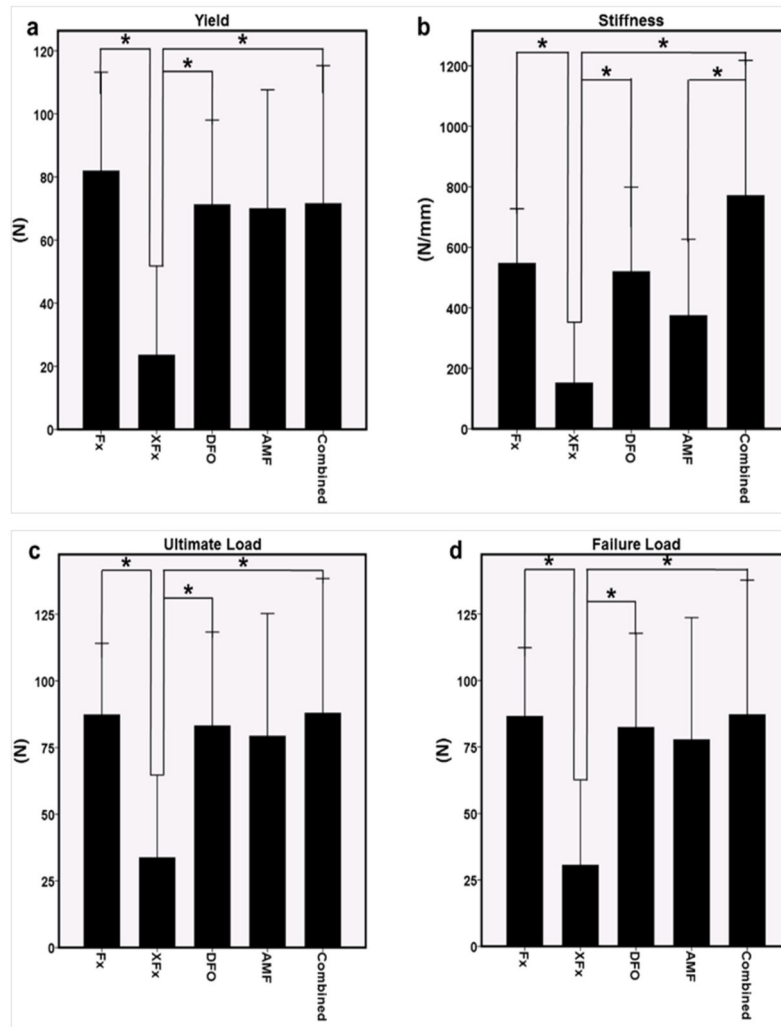 a
Yield
*
*
*
120
100
80
60
40
20
0
(N)
Fx
XFx
DFO
AMF
Combined
b
Stiffness
*
*
*
*
1200
1000
800
600
400
200
0
(N/mm)
Fx
XFx
DFO
AMF
Combined
c
Ultimate Load
*
*
*
125
100
75
50
25
0
(N)
Fx
XFx
DFO
AMF
Combined
d
Failure Load
*
*
*
125
100
75
50
25
0
(N)
Fx
XFx
DFO
AMF
Combined